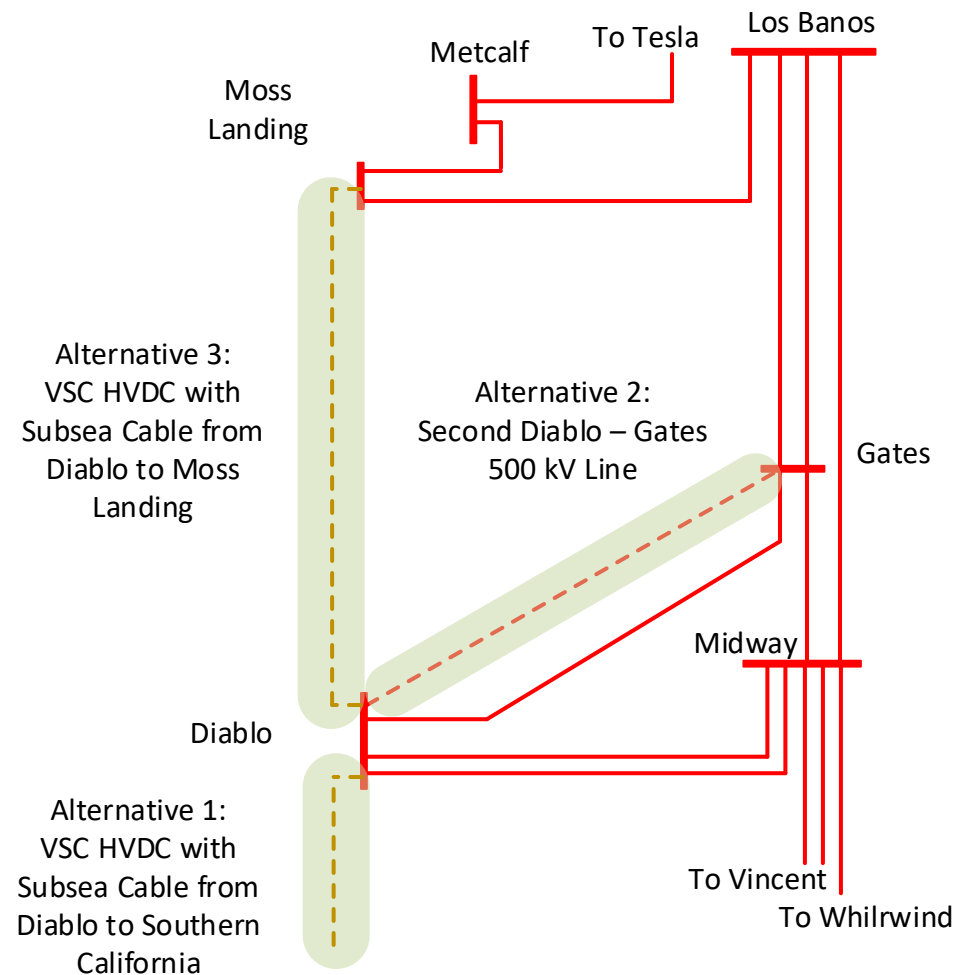 Los Banos
To Tesla
Metcalf
Moss
Landing
Alternative 3:
VSC HVDC with
Subsea Cable from
Diablo to Moss
Landing
Alternative 2:
Second Diablo – Gates
500 kV Line
Gates
Midway
Diablo
Alternative 1:
VSC HVDC with
Subsea Cable from
Diablo to Southern
California
To Vincent
To Whilrwind